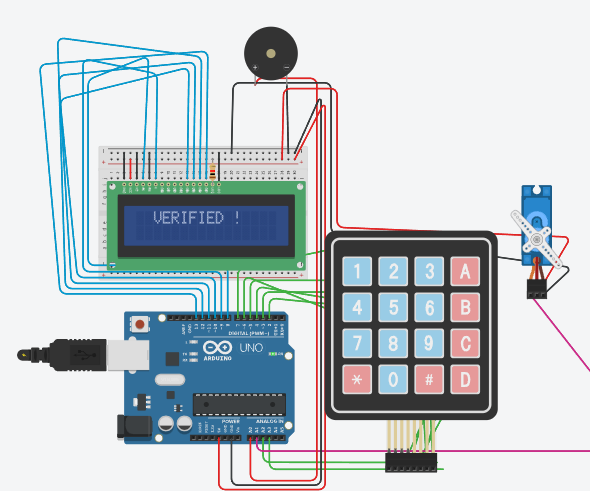 VERIFIED !
1 2 3 A
4 5 6 B
7 8 9 C
* 0 # D
DIGITAL (PWM~)
UNO
ARDUINO
POWER
ANALOG IN